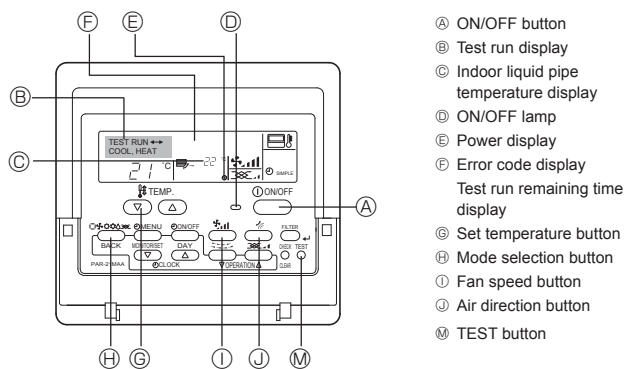 Ⓕ Ⓔ Ⓓ
Ⓑ
Ⓒ
TEST RUN ↔
COOL, HEAT
21 °C 22 °C
SIMPLE
TEMP. ON/OFF
Ⓐ
MENU ON/OFF FILTER
BACK MONITOR/SET DAY CHECK TEST
PAR-21MAA CLOCK OPERATION CLEAR
Ⓗ Ⓖ Ⓘ Ⓙ Ⓜ
Ⓐ ON/OFF button
Ⓑ Test run display
Ⓒ Indoor liquid pipe
temperature display
Ⓓ ON/OFF lamp
Ⓔ Power display
Ⓕ Error code display
Test run remaining time
display
Ⓖ Set temperature button
Ⓗ Mode selection button
Ⓘ Fan speed button
Ⓙ Air direction button
Ⓜ TEST button